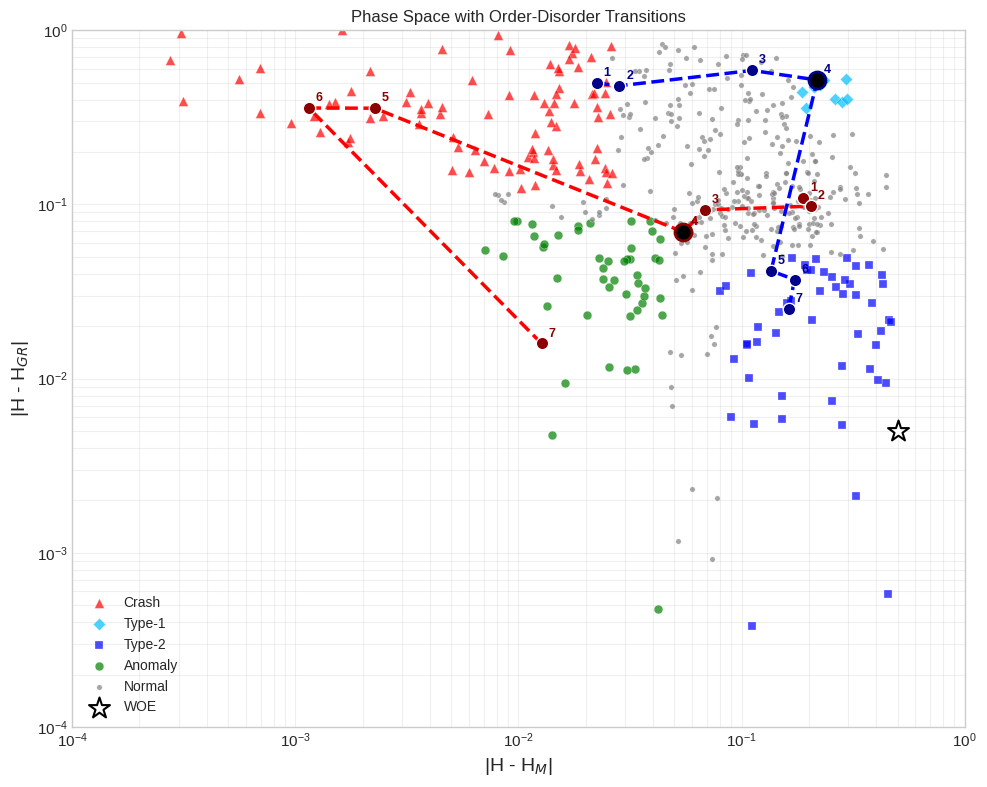 Phase Space with Order-Disorder Transitions
|H - H_{GR}|
10^0
10^{-1}
10^{-2}
10^{-3}
10^{-4}
1
2
3
4
5
6
7
1
2
3
4
5
6
7
Crash
Type-1
Type-2
Anomaly
Normal
WOE
10^{-4}
10^{-3}
10^{-2}
10^{-1}
10^0
|H - H_M|